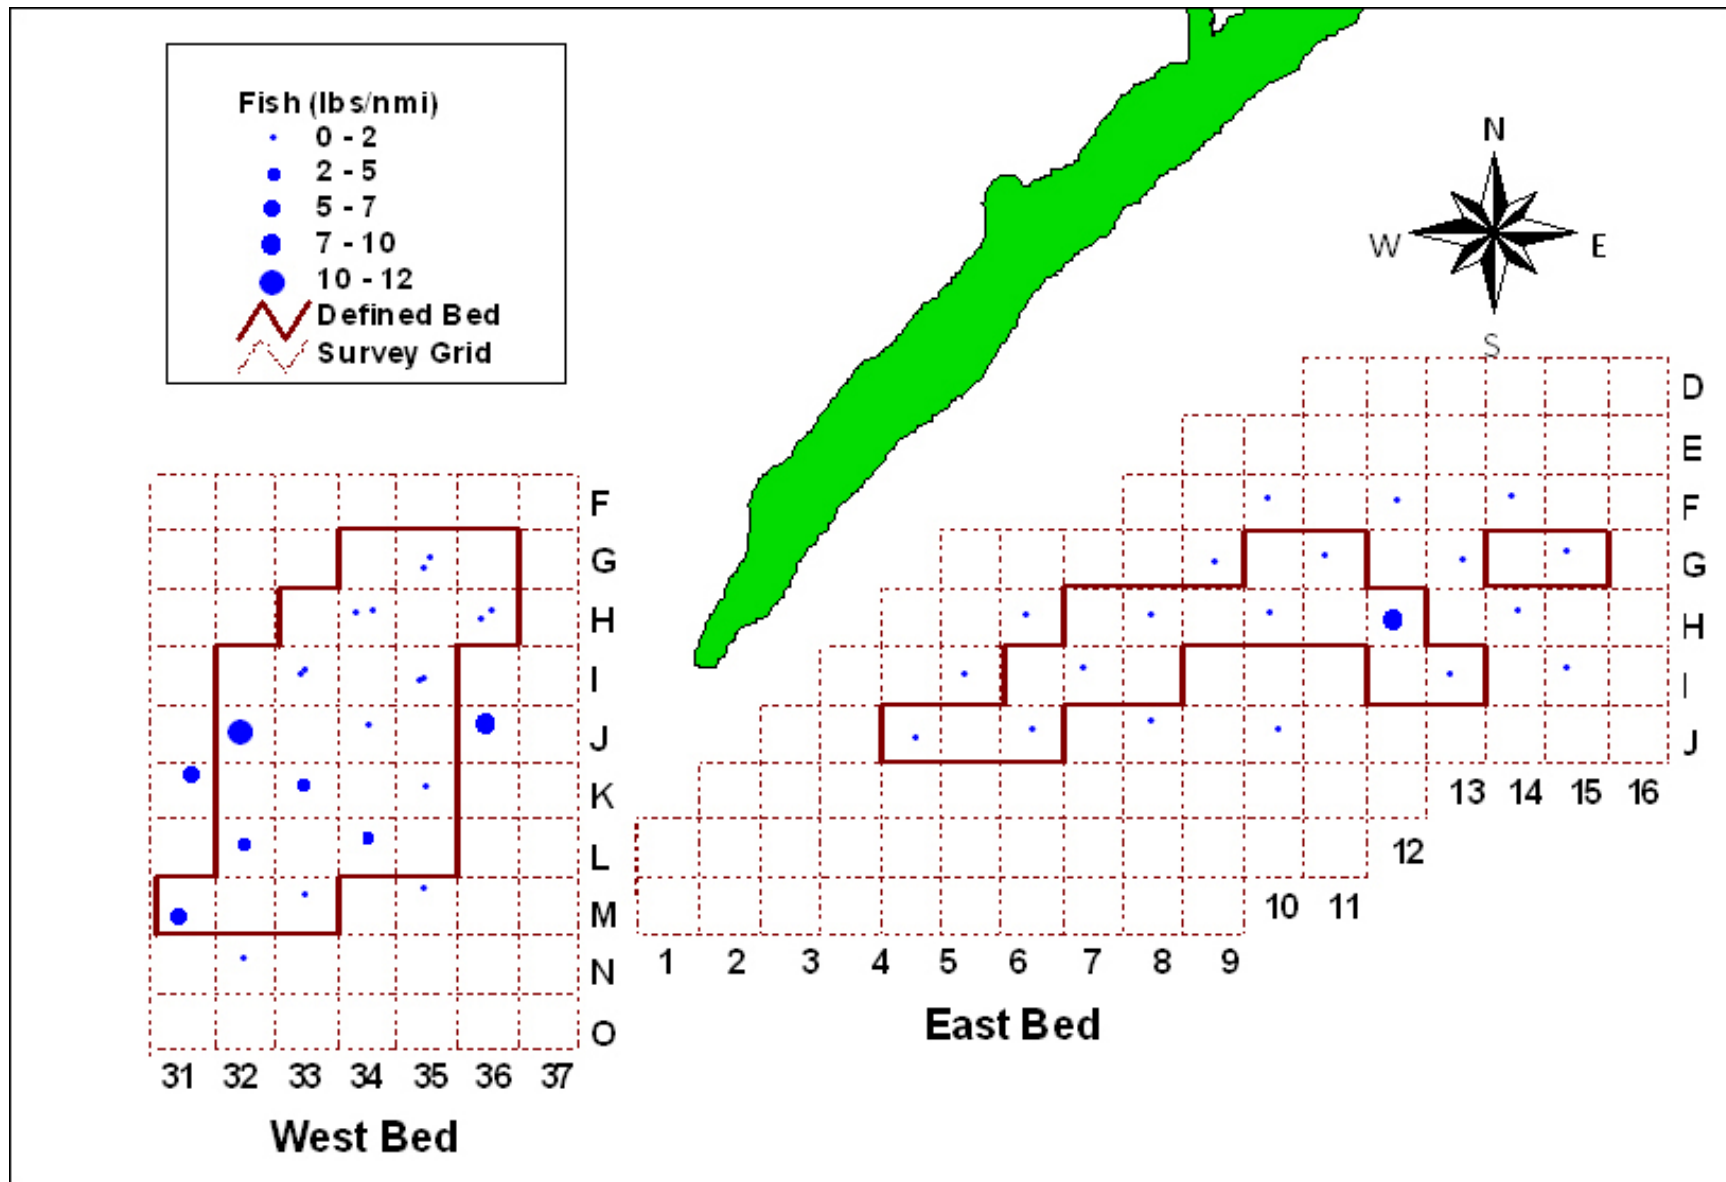 Fish (lbs/nmi)
0 - 2
2 - 5
5 - 7
7 - 10
10 - 12
Defined Bed
Survey Grid
N
W E
S
D
E
F
G
H
I
J
13 14 15 16
12
10 11
1 2 3 4 5 6 7 8 9
East Bed
F
G
H
I
J
K
L
M
N
O
31 32 33 34 35 36 37
West Bed